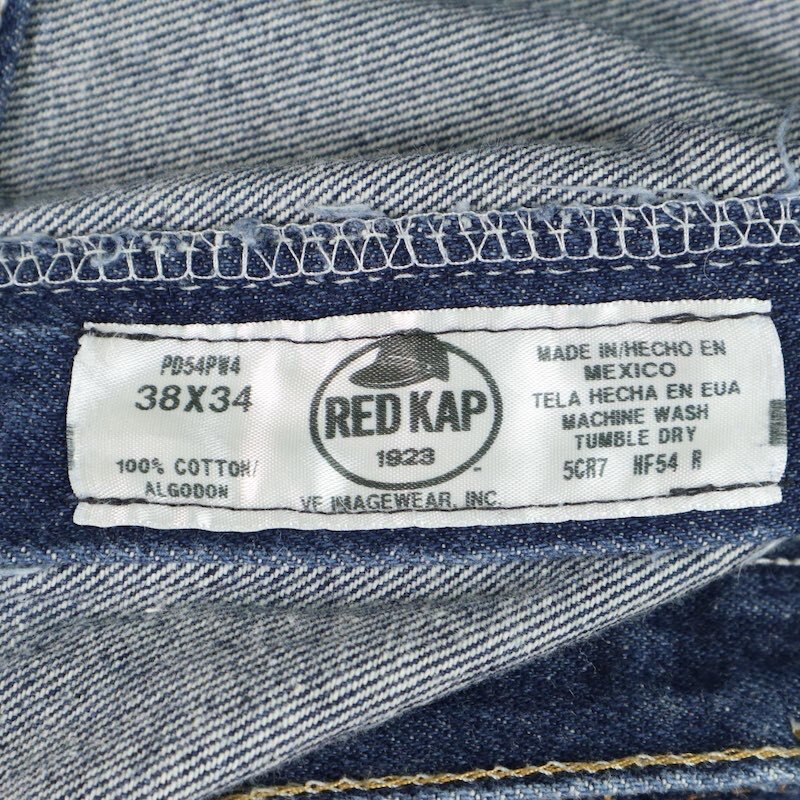 PD54PW4
38X34
100% COTTON/
ALGODON
RED KAP
1923
VF IMAGEWEAR, INC.
MADE IN/HECHO EN
MEXICO
TELA HECHA EN EUA
MACHINE WASH
TUMBLE DRY
5CR7 HF54 R